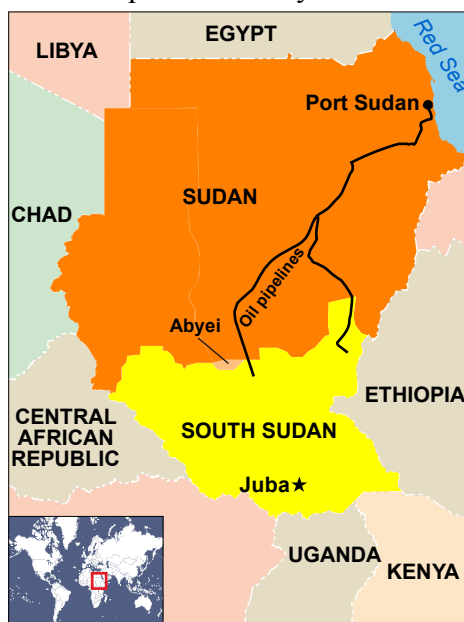 EGYPT
LIBYA
Red Sea
Port Sudan
SUDAN
CHAD
Oil pipelines
Abyei
ETHIOPIA
CENTRAL
AFRICAN
REPUBLIC
SOUTH SUDAN
Juba
UGANDA
KENYA